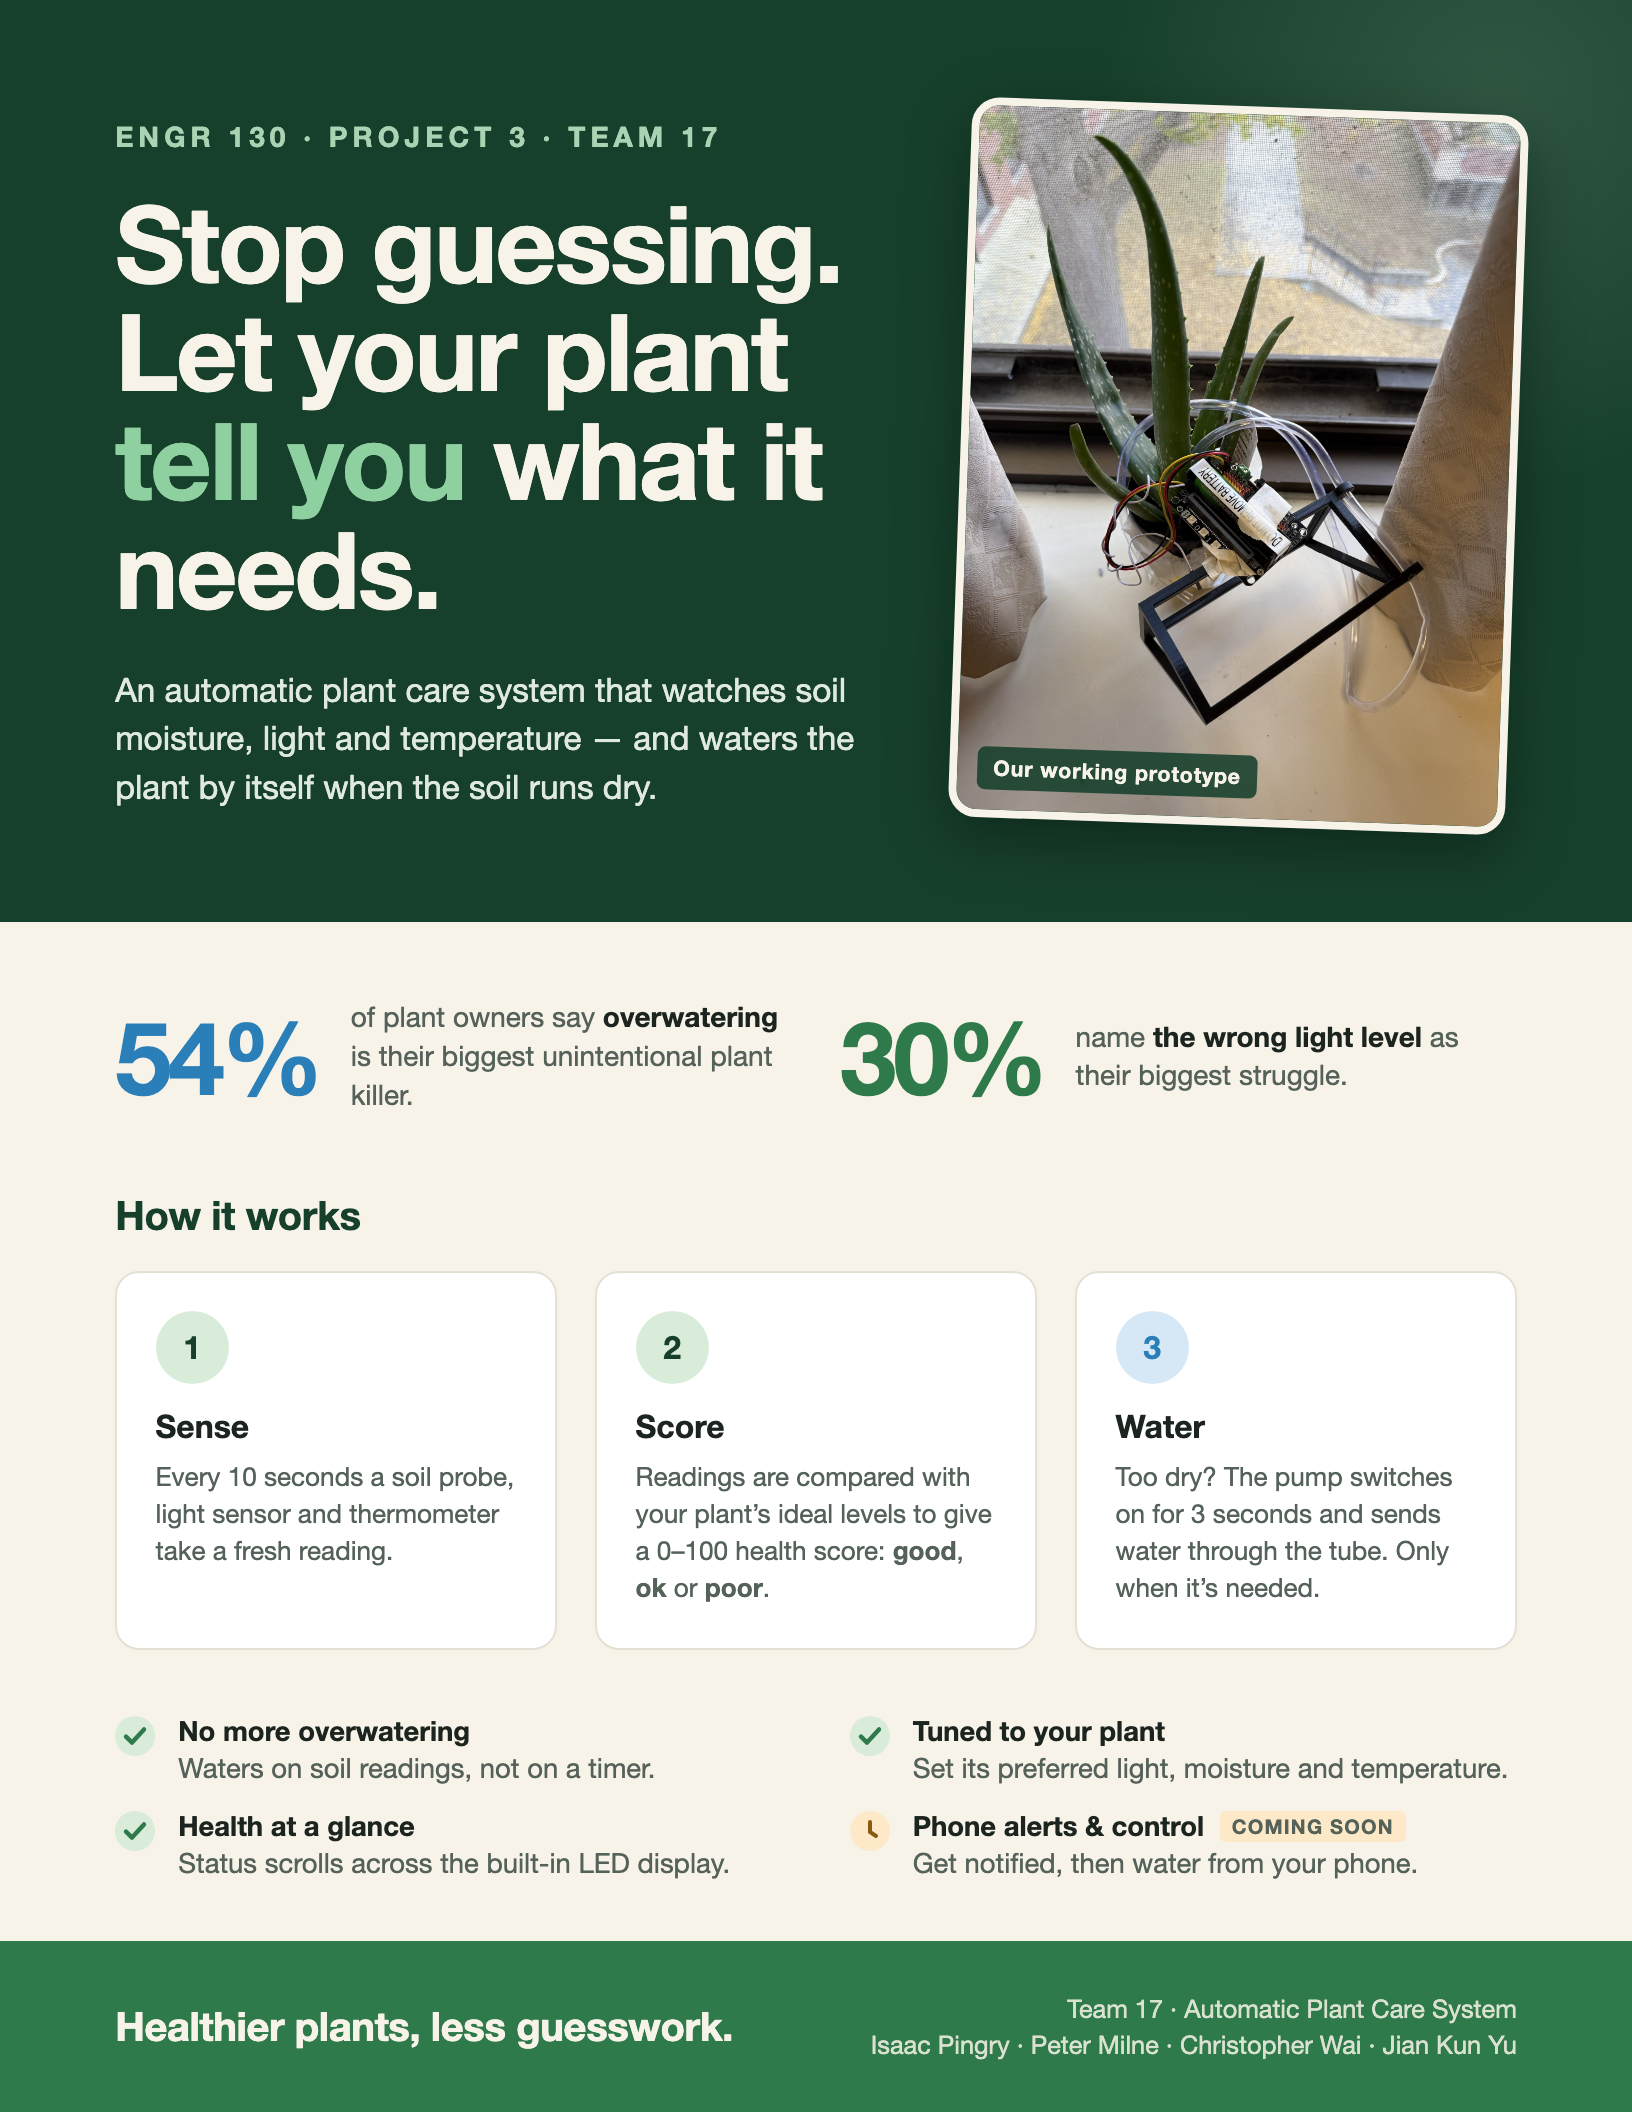 ENGR 130 · PROJECT 3 · TEAM 17
Stop guessing.
Let your plant
tell you what it
needs.
An automatic plant care system that watches soil
moisture, light and temperature — and waters the
plant by itself when the soil runs dry.
Our working prototype
54%
of plant owners say overwatering
is their biggest unintentional plant
killer.
30%
name the wrong light level as
their biggest struggle.
How it works
1
Sense
Every 10 seconds a soil probe,
light sensor and thermometer
take a fresh reading.
2
Score
Readings are compared with
your plant’s ideal levels to give
a 0–100 health score: good,
ok or poor.
3
Water
Too dry? The pump switches
on for 3 seconds and sends
water through the tube. Only
when it’s needed.
No more overwatering
Waters on soil readings, not on a timer.
Tuned to your plant
Set its preferred light, moisture and temperature.
Health at a glance
Status scrolls across the built-in LED display.
Phone alerts & control COMING SOON
Get notified, then water from your phone.
Healthier plants, less guesswork.
Team 17 · Automatic Plant Care System
Isaac Pingry · Peter Milne · Christopher Wai · Jian Kun Yu